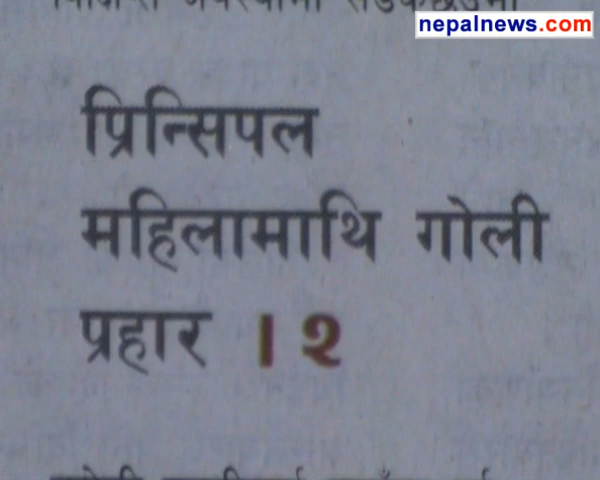 nepalnews.com
प्रिन्सिपल
महिलामाथि गोली
प्रहार । २